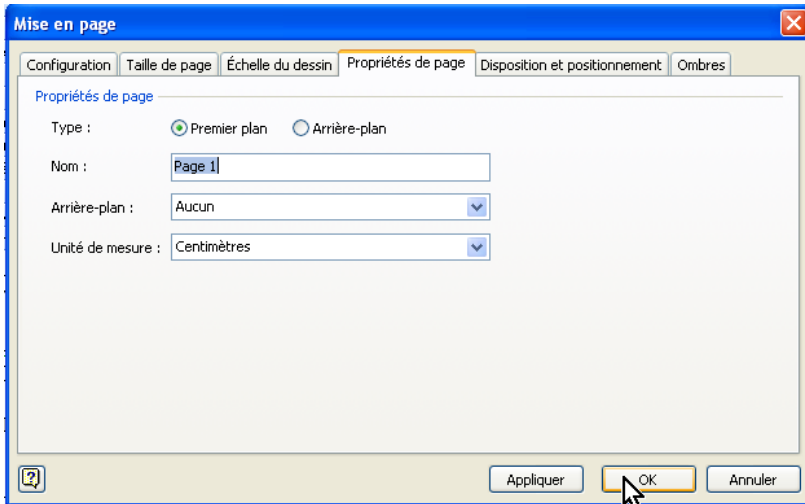 Mise en page
Configuration Taille de page Échelle du dessin Propriétés de page Disposition et positionnement Ombres
Propriétés de page
Type : Premier plan Arrière-plan
Nom : Page 1
Arrière-plan : Aucun
Unité de mesure : Centimètres
? Appliquer OK Annuler